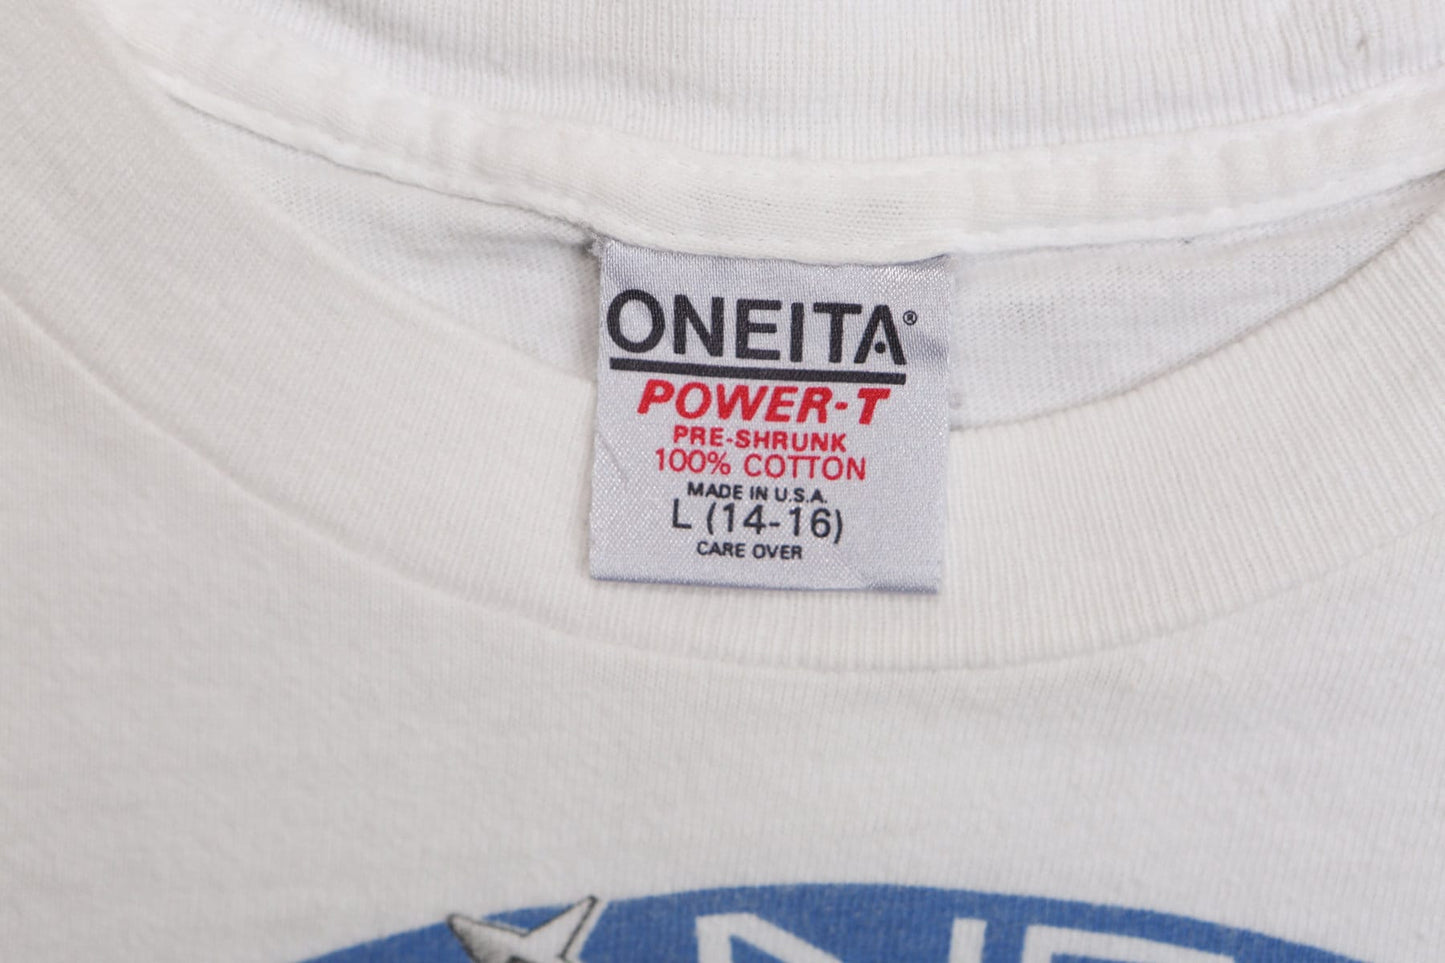 ONEITA®
POWER-T
PRE-SHRUNK
100% COTTON
MADE IN U.S.A.
L (14-16)
CARE OVER